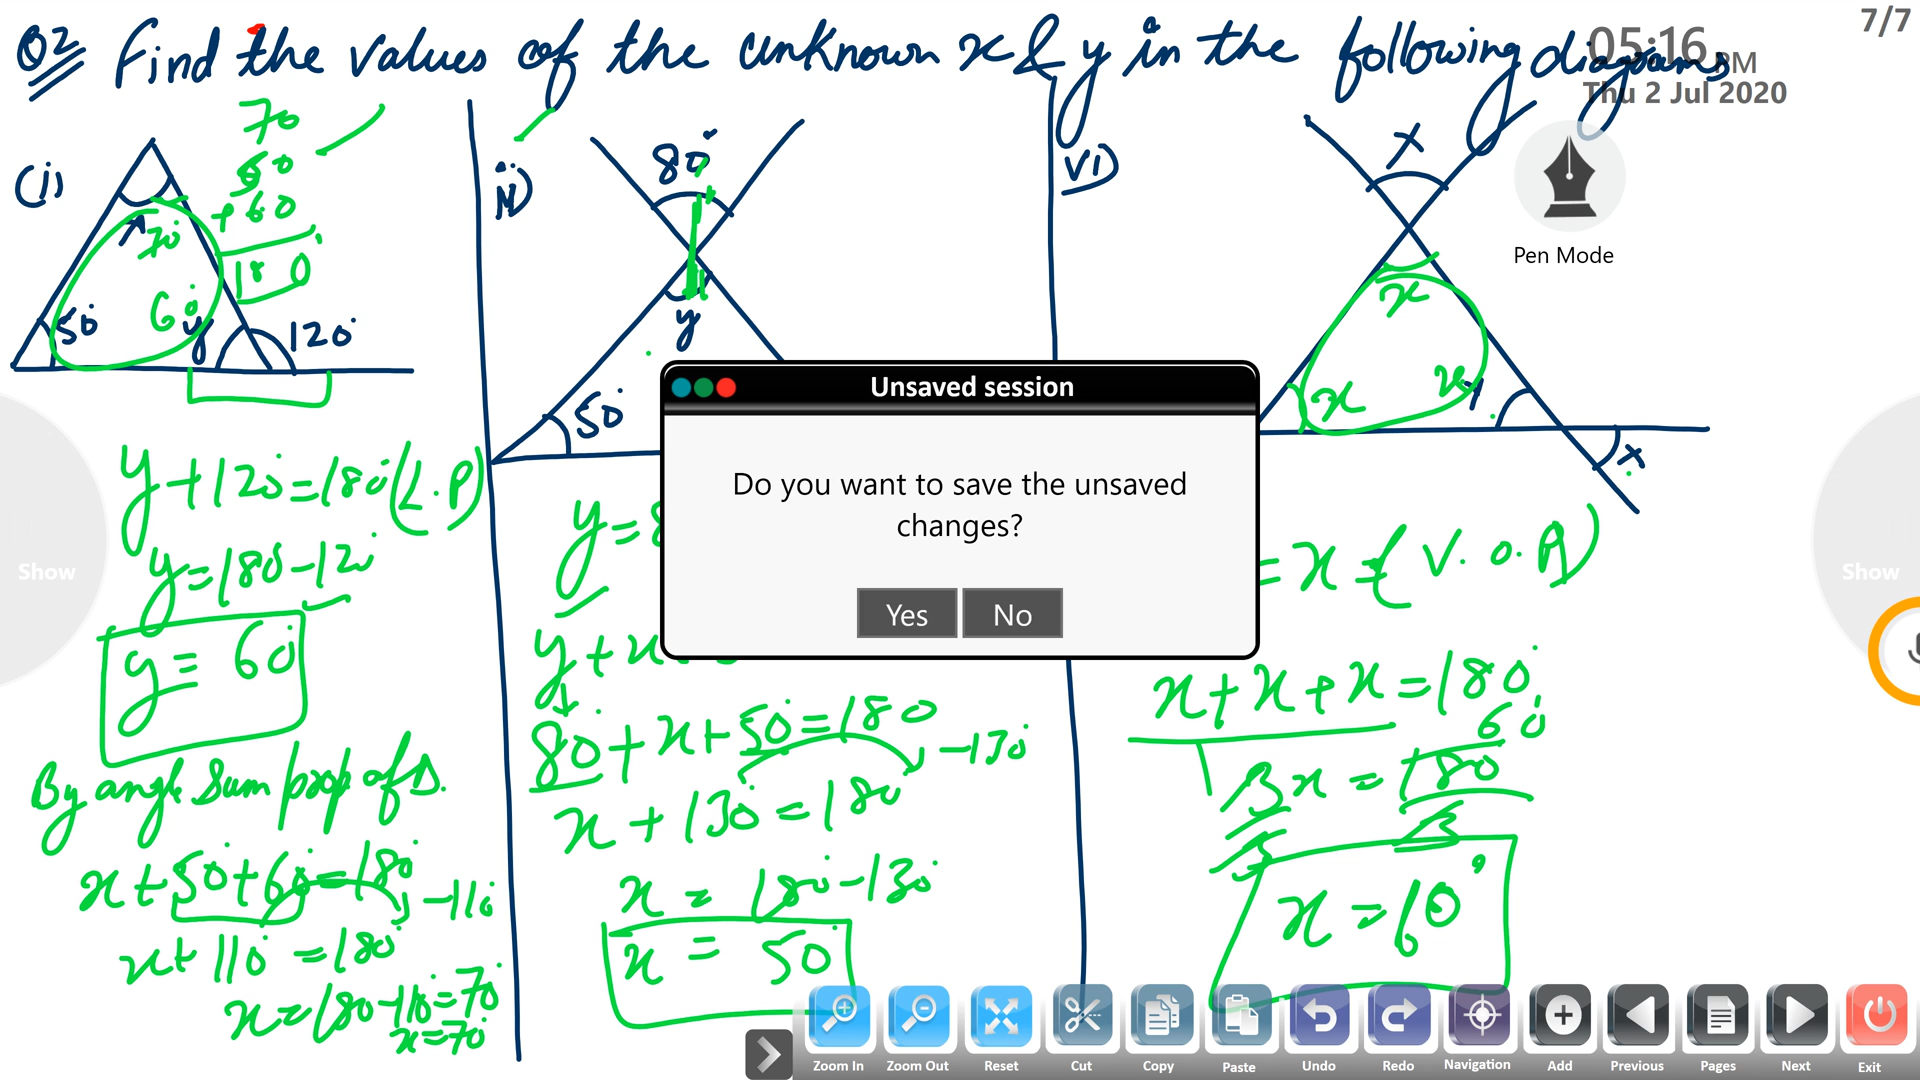 Q2 Find the values of the unknown x & y in the following diagrams
7/7
05:16 PM
Thu 2 Jul 2020
Pen Mode
(i)
70
50
+60
180
x
70°
50°
60°
y
120°
y+120°=180°(L.P)
y=180-120°
y= 60°
By angle Sum prop of Δ.
x+50°+60°=180°
-110°
x+110°=180°
x=180-110°=70°
x=70°
ii)
80°
y
50°
y=8
y+x+5
80°+x+50°=180
-130°
x+130°=180°
x=180°-130°
x= 50°
VI)
x
x
x
x
y
x
=x=(V.O.A)
x+x+x=180°
60
3x=180
3
x=60°
Unsaved session
Do you want to save the unsaved
changes?
Yes No
Show
Show
Zoom In Zoom Out Reset Cut Copy Paste Undo Redo Navigation Add Previous Pages Next Exit